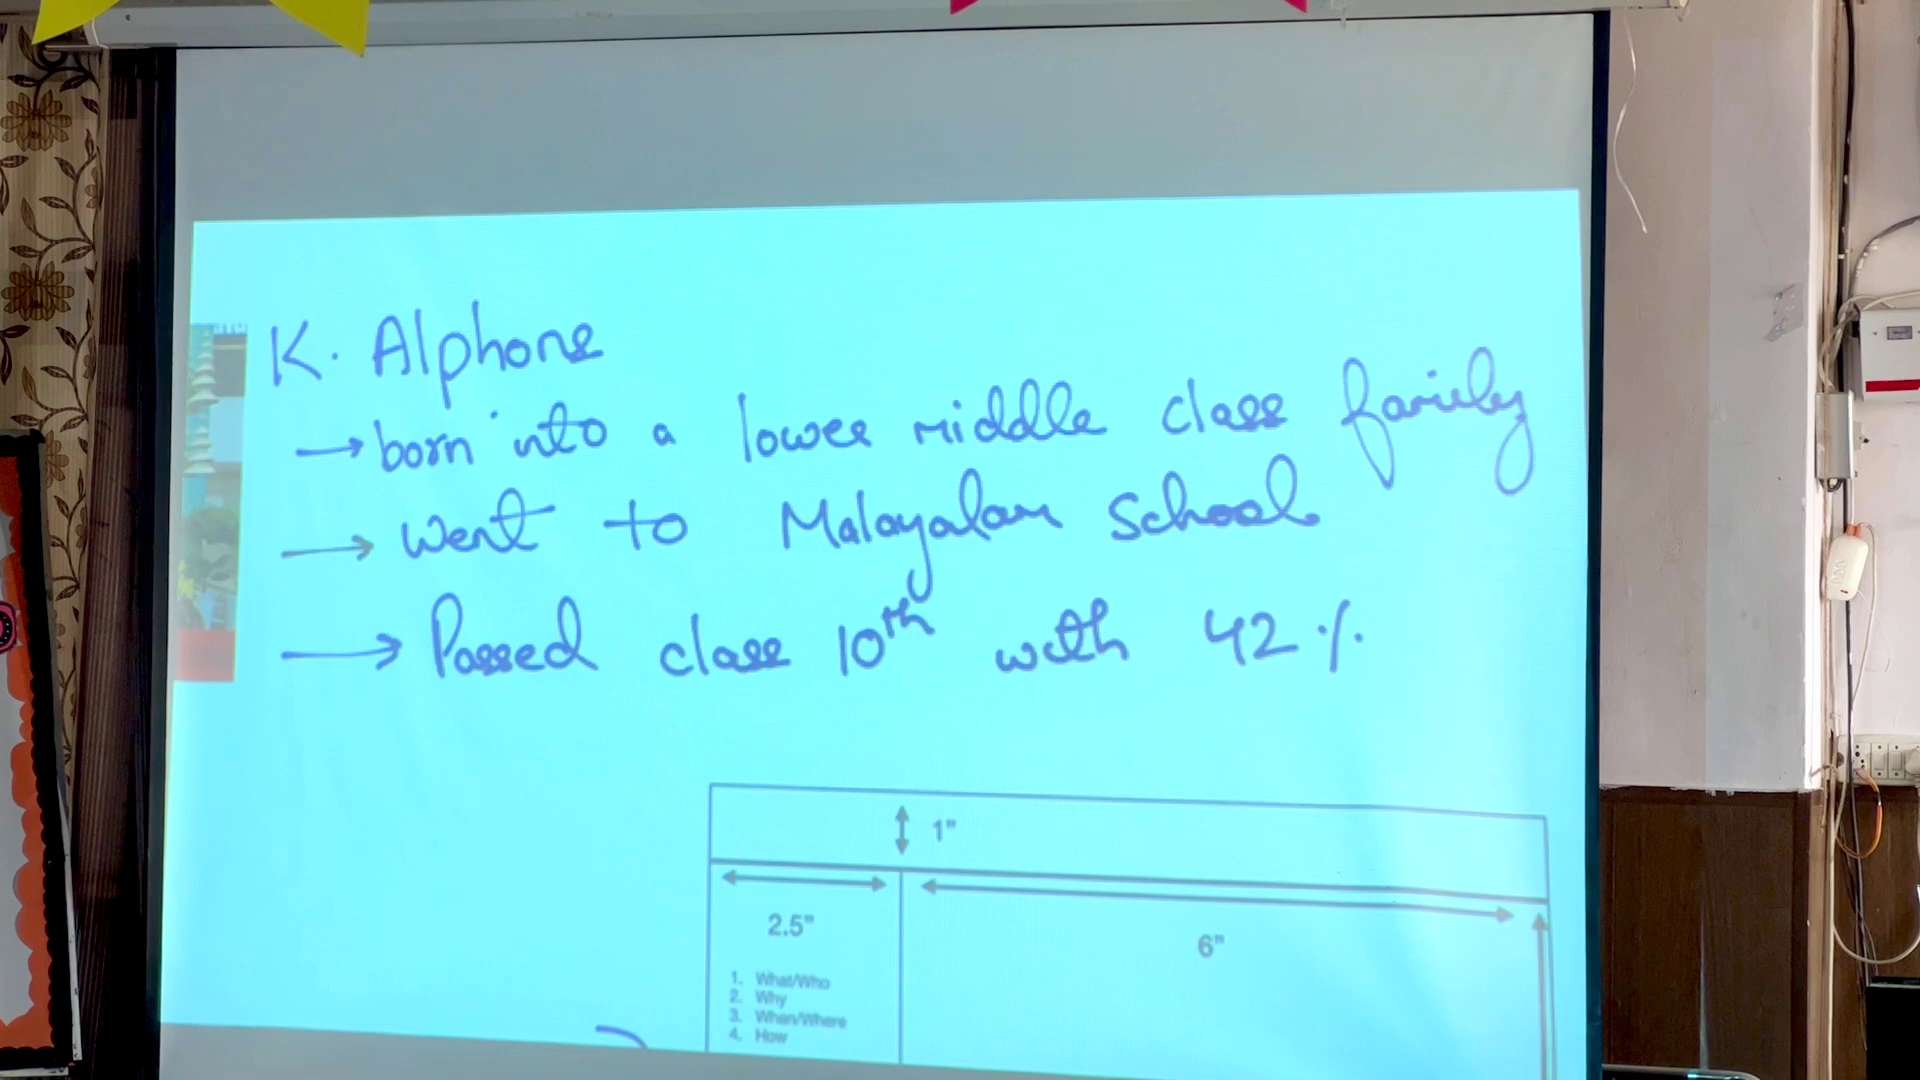 K. Alphone
→ born into a lower middle class family
→ Went to Malayalam School
→ Passed class 10th with 42%
1"
2.5"
6"
1. What/Who
2. Why
3. When/Where
4. How